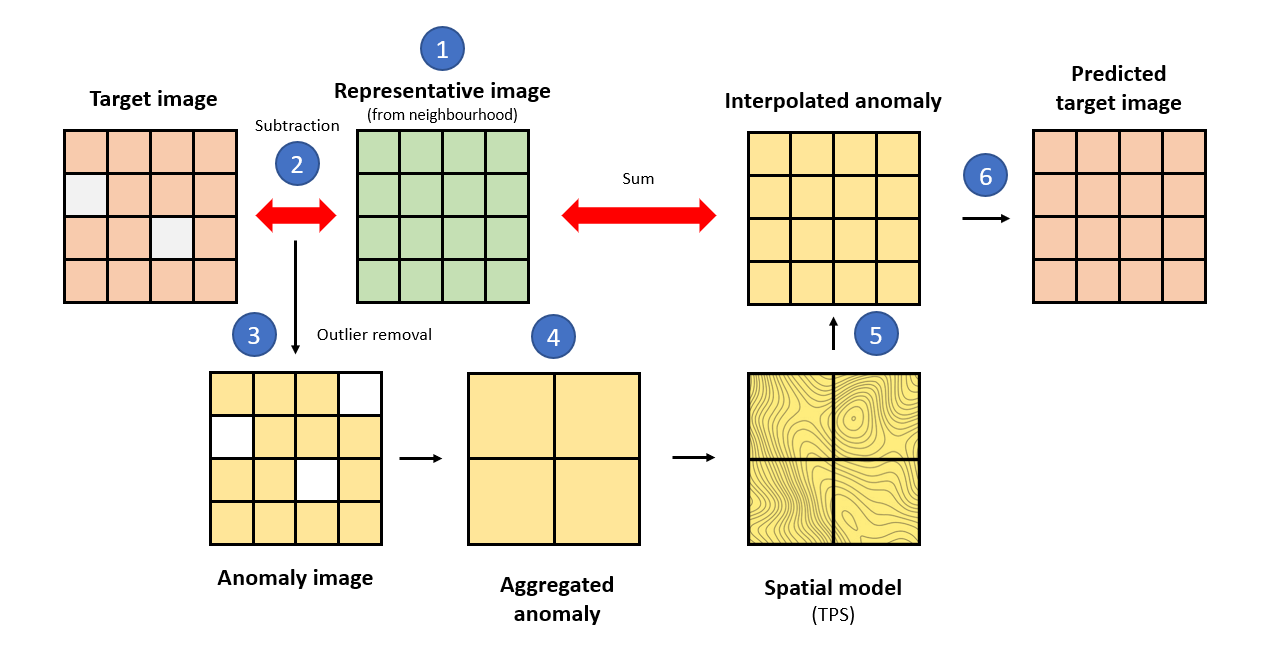 1
Target image
Subtraction
2
Representative image
(from neighbourhood)
Sum
Interpolated anomaly
6
Predicted
target image
3
Outlier removal
4
5
Anomaly image
Aggregated
anomaly
Spatial model
(TPS)